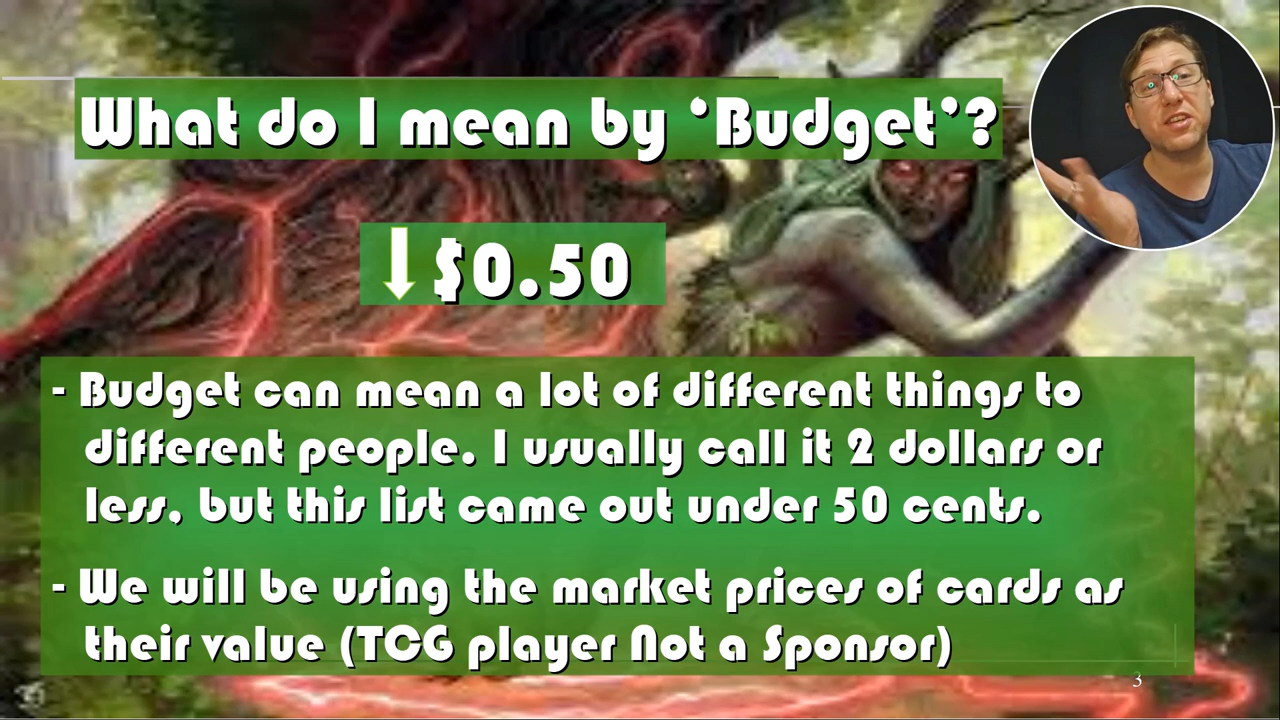 What do I mean by ‘Budget’?
$0.50
- Budget can mean a lot of different things to
different people. I usually call it 2 dollars or
less, but this list came out under 50 cents.
- We will be using the market prices of cards as
their value (TCG player Not a Sponsor)
3